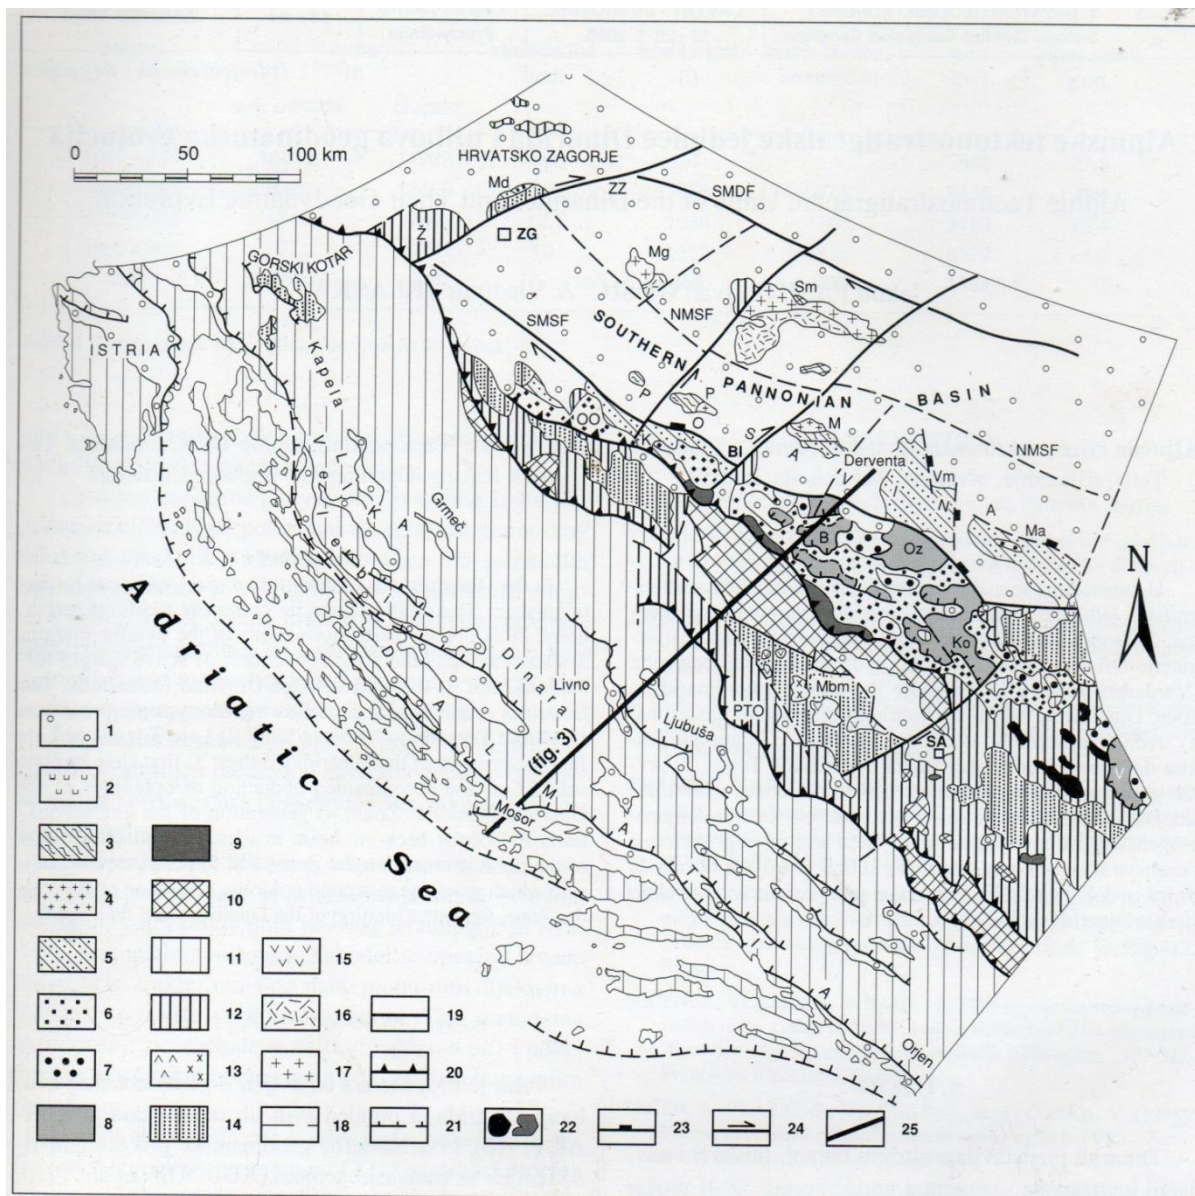 0 50 100 km
HRVATSKO ZAGORJE
Md
ZZ
SMDF
Ž
ZG
GORSKI KOTAR
Mg
Sm
ISTRIA
Kapela
SMSF
NMSF
SOUTHERN PANNONIAN BASIN
P
P
OO
P O S A V I N A
BI
M
Derventa
Vm
NMSF
Ma
Grmeč
Velebit
B
Oz
N
Adriatic Sea
D A L M A T I A
Dinara
Livno
Ko
Mbm
PTO
Ljubuša
SA
V
(fig. 3)
Mosor
Orjen
1
2
3
9
4
10
5
11
15
6
12
16
19
7
13
17
20
8
14
18
21
22
23
24
25